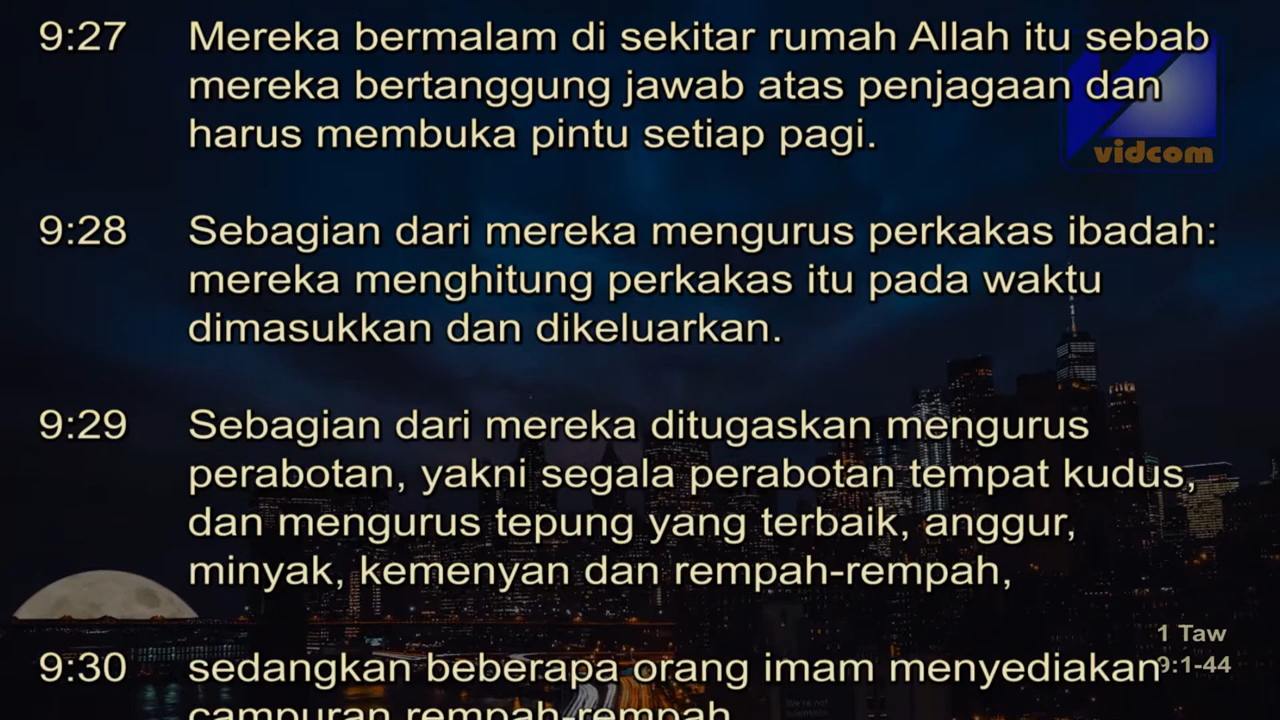 9:27 Mereka bermalam di sekitar rumah Allah itu sebab
mereka bertanggung jawab atas penjagaan dan
harus membuka pintu setiap pagi.
vidcom
9:28 Sebagian dari mereka mengurus perkakas ibadah:
mereka menghitung perkakas itu pada waktu
dimasukkan dan dikeluarkan.
9:29 Sebagian dari mereka ditugaskan mengurus
perabotan, yakni segala perabotan tempat kudus,
dan mengurus tepung yang terbaik, anggur,
minyak, kemenyan dan rempah-rempah,
1 Taw
9:1-44
9:30 sedangkan beberapa orang imam menyediakan
campuran rempah-rempah